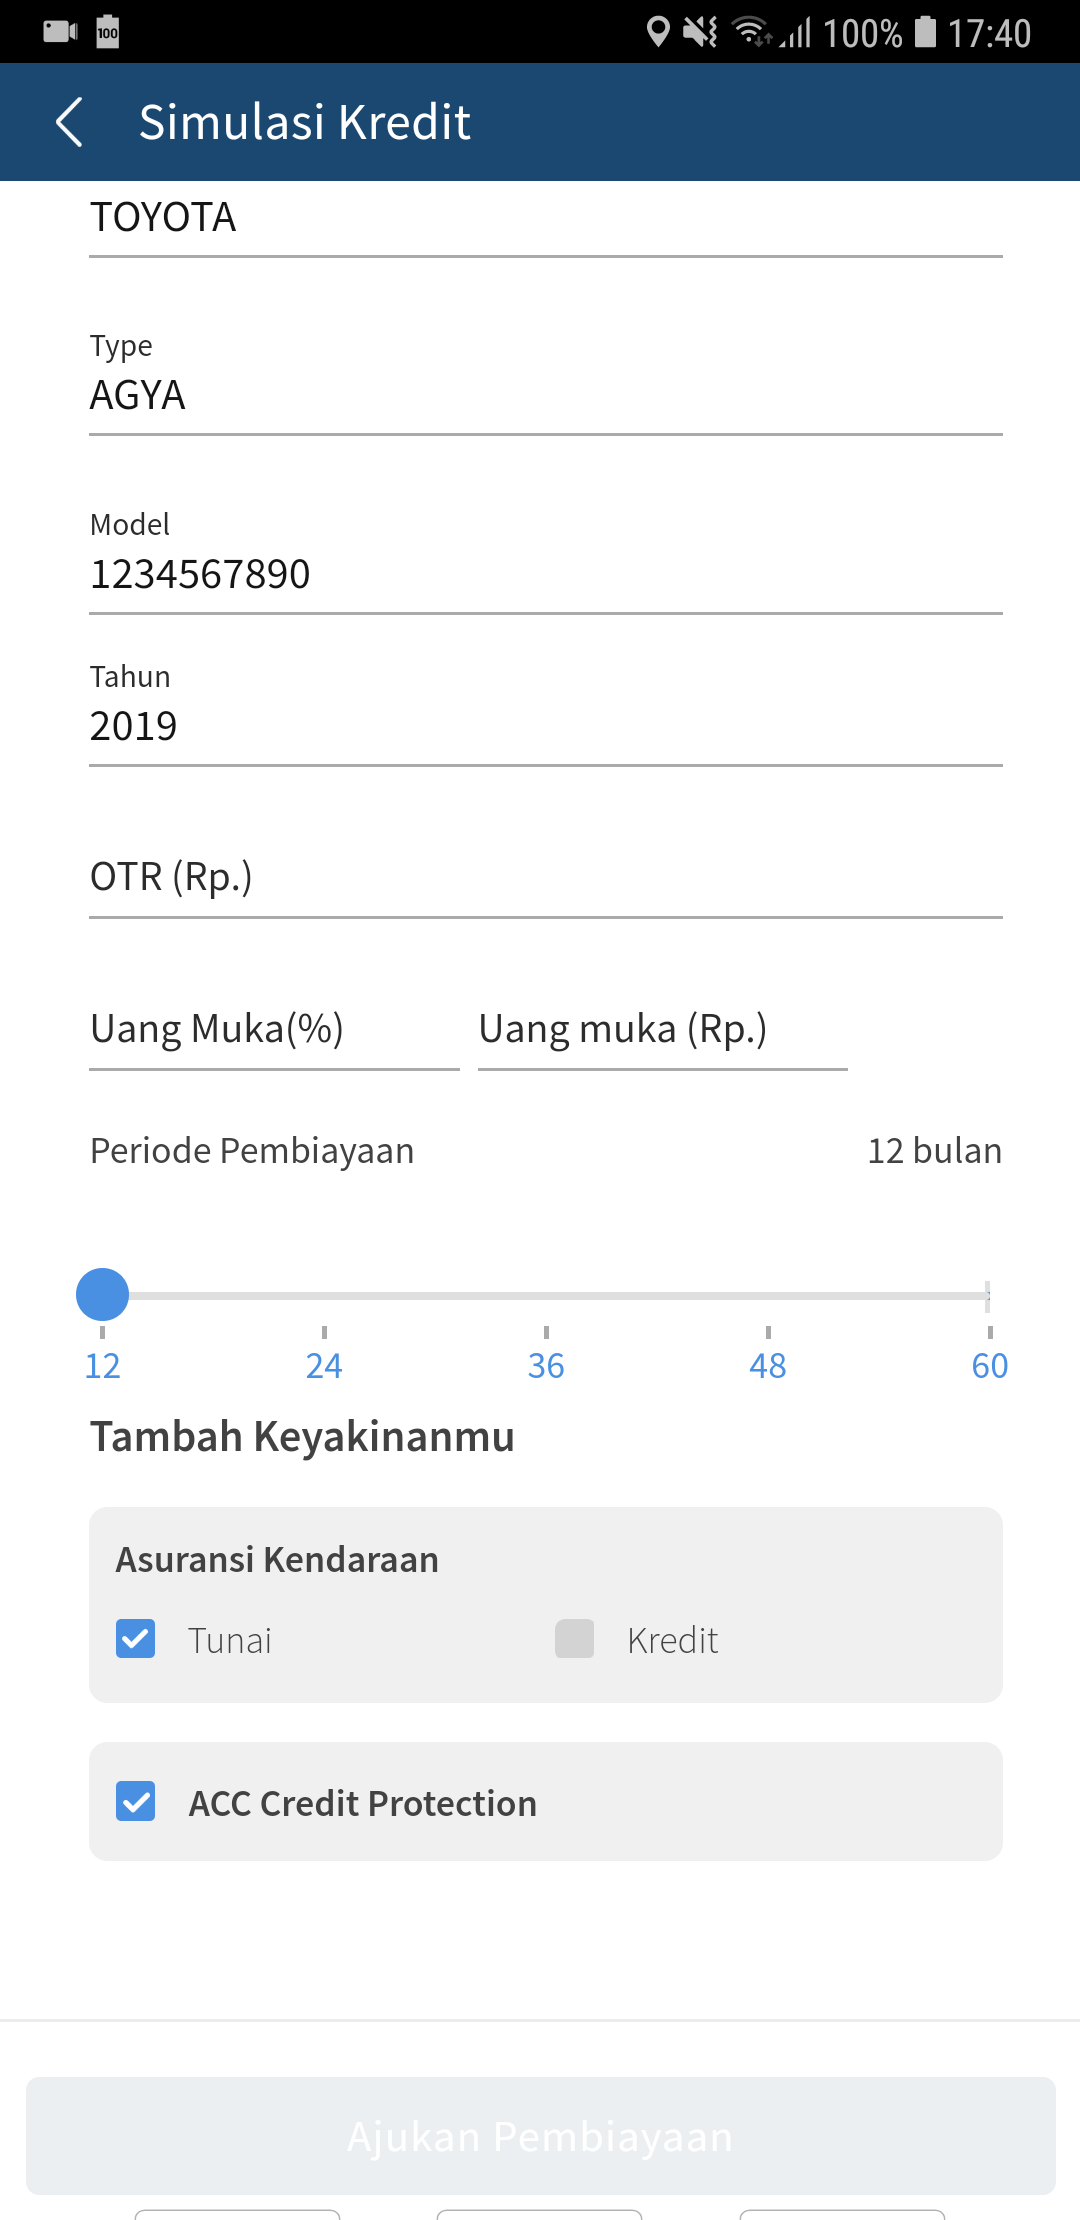 100 100% 17:40
Simulasi Kredit
TOYOTA
Type
AGYA
Model
1234567890
Tahun
2019
OTR (Rp.)
Uang Muka(%) Uang muka (Rp.)
Periode Pembiayaan 12 bulan
12 24 36 48 60
Tambah Keyakinanmu
Asuransi Kendaraan
Tunai Kredit
ACC Credit Protection
Ajukan Pembiayaan